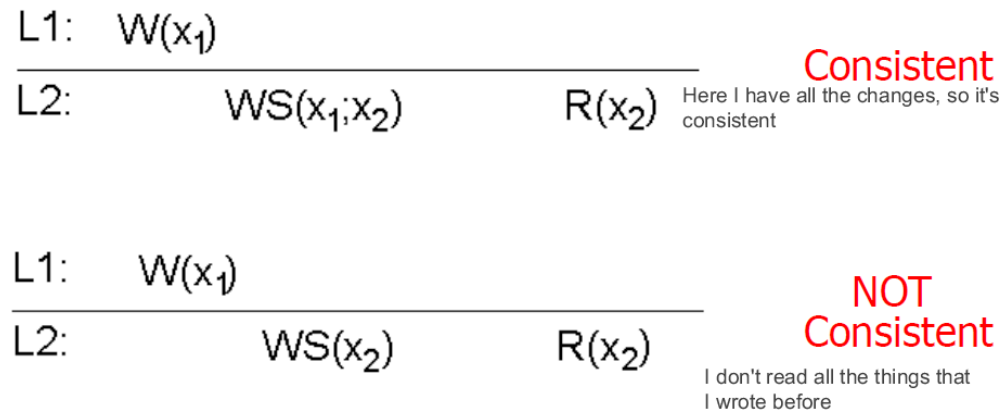 L1: W(x₁)
Consistent
L2: WS(x₁;x₂) R(x₂)
Here I have all the changes, so it's
consistent
L1: W(x₁)
NOT
Consistent
L2: WS(x₂) R(x₂)
I don't read all the things that
I wrote before